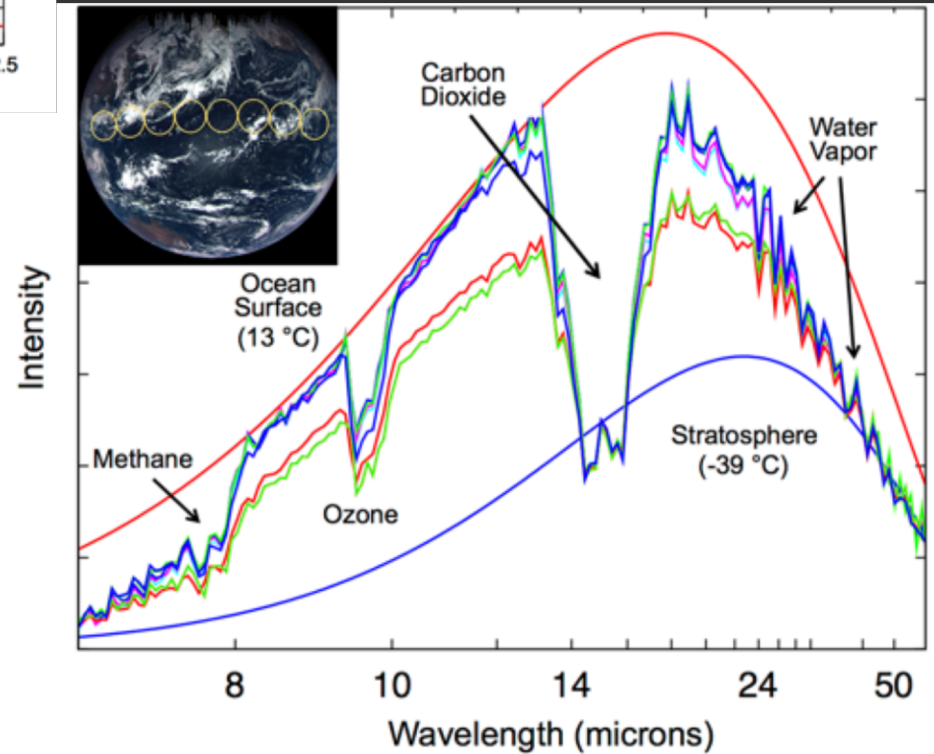 .5
Carbon
Dioxide
Water
Vapor
Ocean
Surface
(13 °C)
Intensity
Methane
Stratosphere
(-39 °C)
Ozone
8
10
14
24
50
Wavelength (microns)